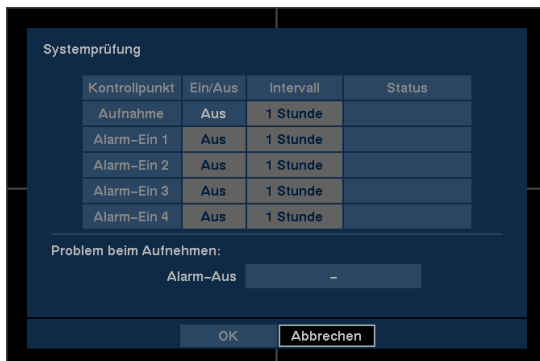 Systemprüfung
Kontrollpunkt Ein/Aus Intervall Status
Aufnahme Aus 1 Stunde
Alarm–Ein 1 Aus 1 Stunde
Alarm–Ein 2 Aus 1 Stunde
Alarm–Ein 3 Aus 1 Stunde
Alarm–Ein 4 Aus 1 Stunde
Problem beim Aufnehmen:
Alarm–Aus –
OK Abbrechen